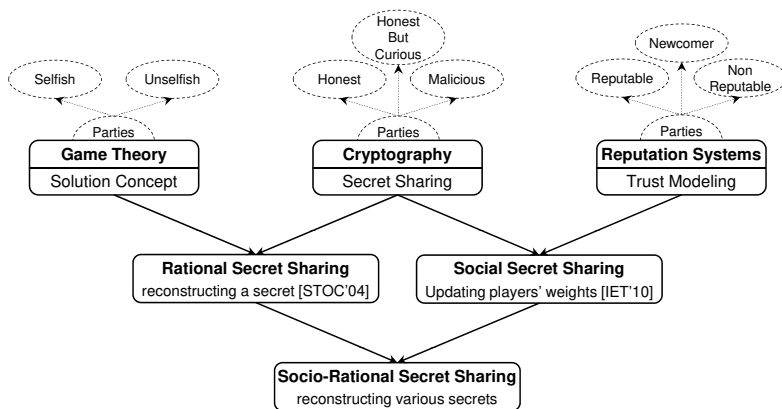 Honest
But
Curious
Newcomer
Selfish
Unselfish
Honest
Malicious
Reputable
Non
Reputable
Parties
Parties
Parties
Game Theory
Solution Concept
Cryptography
Secret Sharing
Reputation Systems
Trust Modeling
Rational Secret Sharing
reconstructing a secret [STOC'04]
Social Secret Sharing
Updating players' weights [IET'10]
Socio-Rational Secret Sharing
reconstructing various secrets